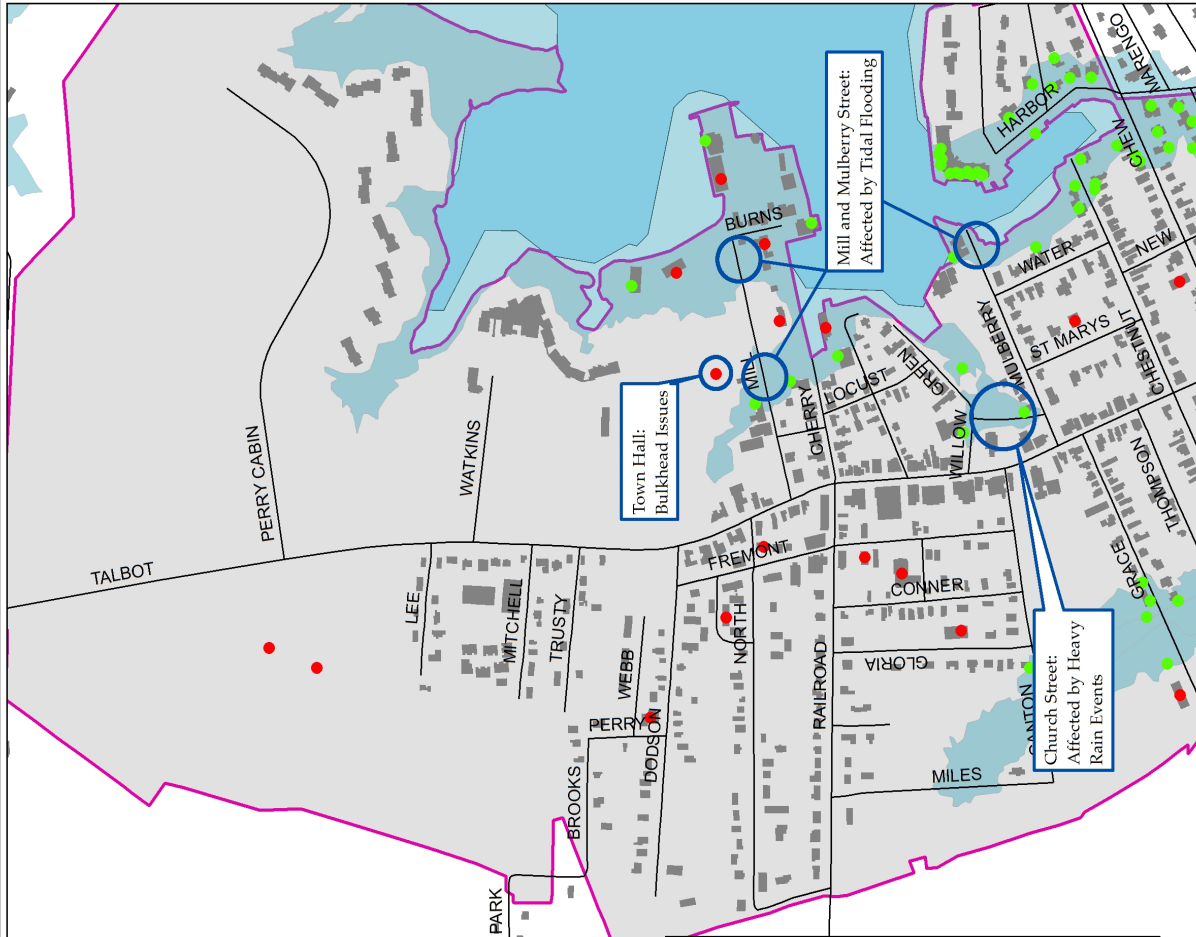 MARENGO
HARBOR
CHEW
Mill and Mulberry Street:
Affected by Tidal Flooding
BURNS
WATER
NEW
MULBERRY
ST MARYS
CHESTNUT
MILL
CHERRY
LOCUST
GREEN
WILLOW
Town Hall:
Bulkhead Issues
PERRY CABIN
WATKINS
THOMPSON
GRACE
TALBOT
FREMONT
CONNER
LEE
MITCHELL
TRUSTY
WEBB
NORTH
GLORIA
RAILROAD
PERRY
DODSON
Church Street:
Affected by Heavy
Rain Events
MILES
BROOKS
PARK